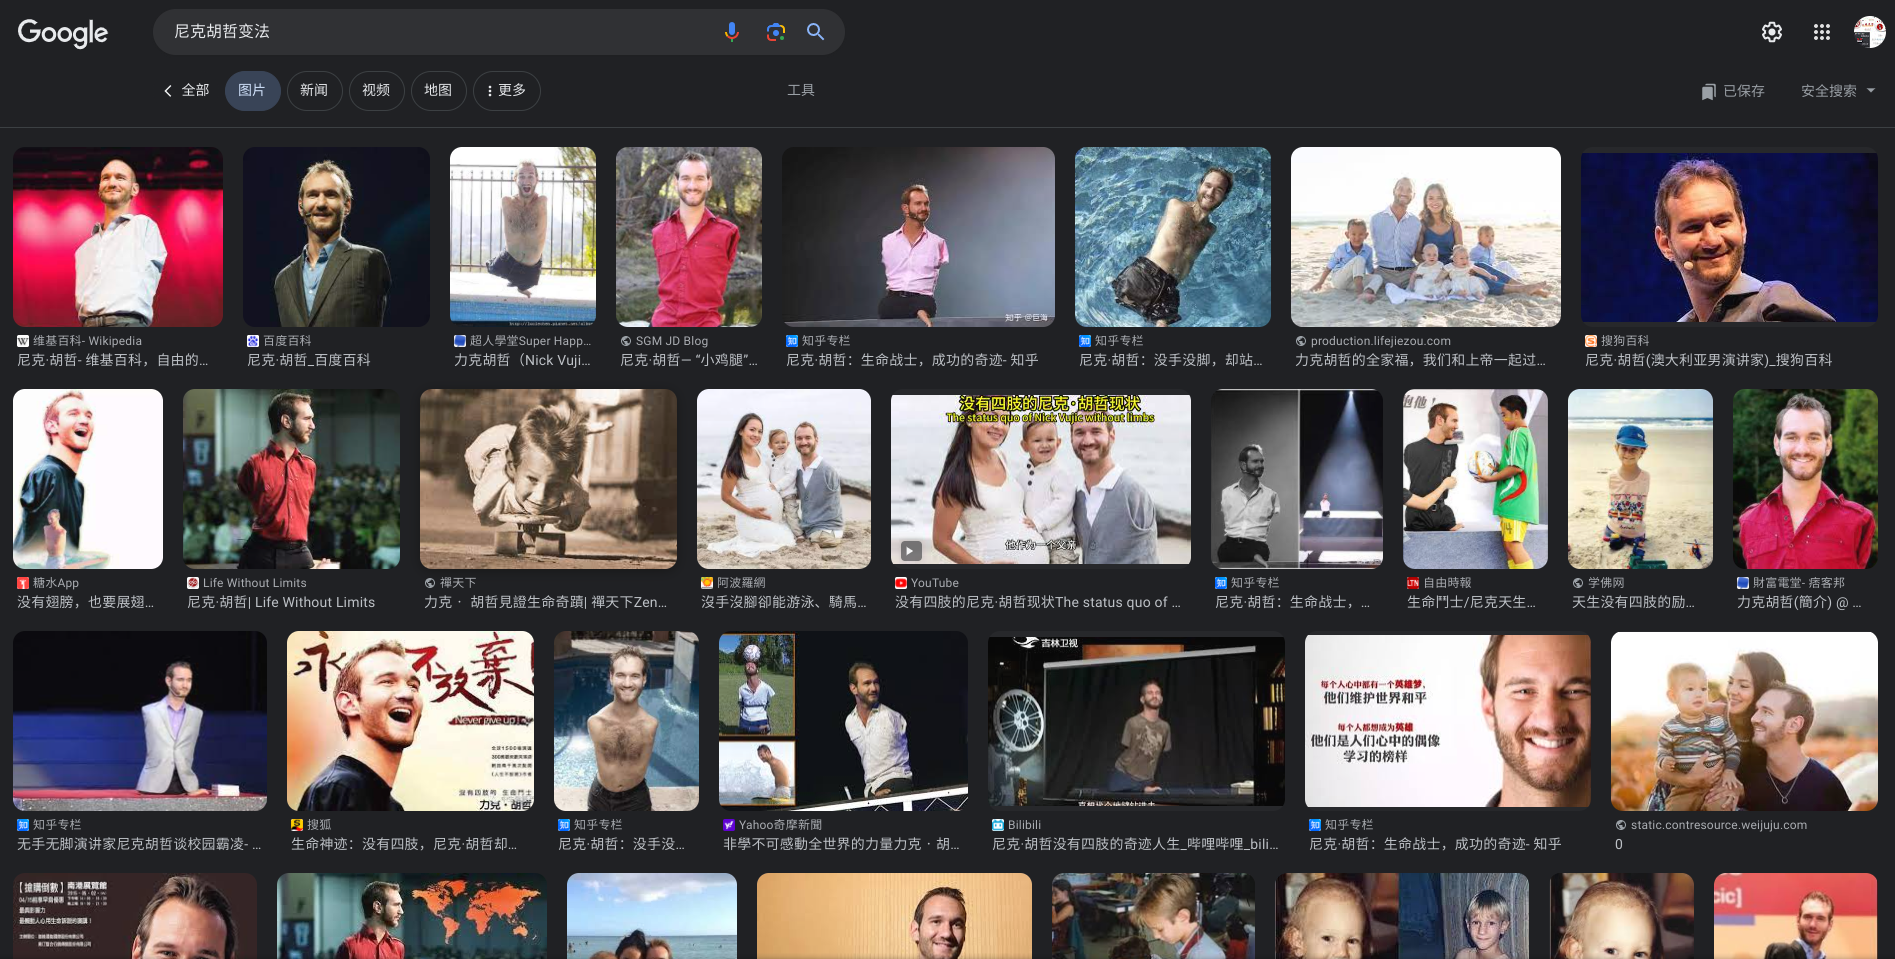 Google
尼克胡哲变法
全部
图片
新闻
视频
地图
更多
工具
已保存
安全搜索
知乎 @巨海
维基百科- Wikipedia
尼克·胡哲- 维基百科，自由的...
百度百科
尼克·胡哲_百度百科
超人學堂Super Happ...
力克胡哲（Nick Vuji...
SGM JD Blog
尼克·胡哲— “小鸡腿”...
知乎专栏
尼克·胡哲：生命战士，成功的奇迹- 知乎
知乎专栏
尼克·胡哲：没手没脚，却站...
production.lifejiezou.com
力克胡哲的全家福，我们和上帝一起过...
搜狗百科
尼克·胡哲(澳大利亚男演讲家)_搜狗百科
没有四肢的尼克·胡哲现状
The status quo of Nick Vujic without limbs
他作为一个父亲
糖水App
没有翅膀，也要展翅...
Life Without Limits
尼克·胡哲| Life Without Limits
禪天下
力克‧ 胡哲見證生命奇蹟| 禪天下Zen...
阿波羅網
沒手沒腳卻能游泳、騎馬...
YouTube
没有四肢的尼克·胡哲现状The status quo of ...
知乎专栏
尼克·胡哲：生命战士，...
自由時報
生命鬥士/尼克天生...
学佛网
天生没有四肢的励...
財富電堂- 痞客邦
力克胡哲(簡介) @ ...
永不放棄
Never give up!
沒有四肢的 生命鬥士
力克·胡哲
吉林卫视
每个人心中都有一个英雄梦，
他们维护世界和平
每个人都想成为英雄
他们是人们心中的偶像
学习的榜样
知乎专栏
无手无脚演讲家尼克胡哲谈校园霸凌- ...
搜狐
生命神迹：没有四肢，尼克·胡哲却...
知乎专栏
尼克·胡哲：没手没...
Yahoo奇摩新聞
非學不可感動全世界的力量力克‧胡...
Bilibili
尼克·胡哲没有四肢的奇迹人生_哔哩哔哩_bili...
知乎专栏
尼克·胡哲：生命战士，成功的奇迹- 知乎
static.contresource.weijuju.com
0
【搶購倒數】南港展覽館
cic]